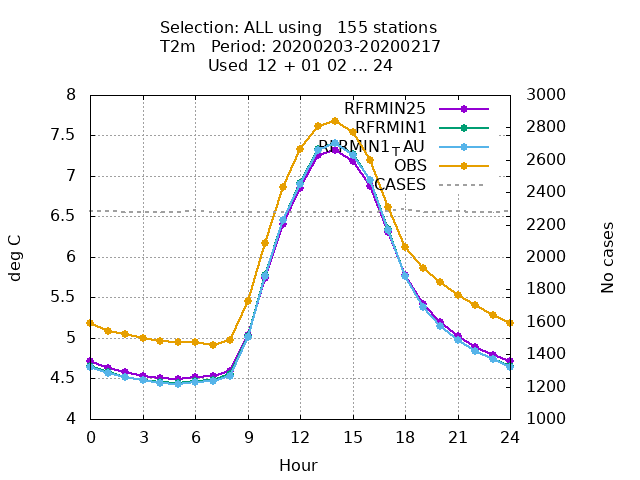 Selection: ALL using   155 stations
T2m   Period: 20200203-20200217
Used  12 + 01 02 ... 24
8
7.5
7
6.5
6
5.5
5
4.5
4
deg C
RFRMIN25
RFRMIN1
RFRMIN1┬AU
OBS
CASES
3000
2800
2600
2400
2200
2000
1800
1600
1400
1200
1000
No cases
0 3 6 9 12 15 18 21 24
Hour